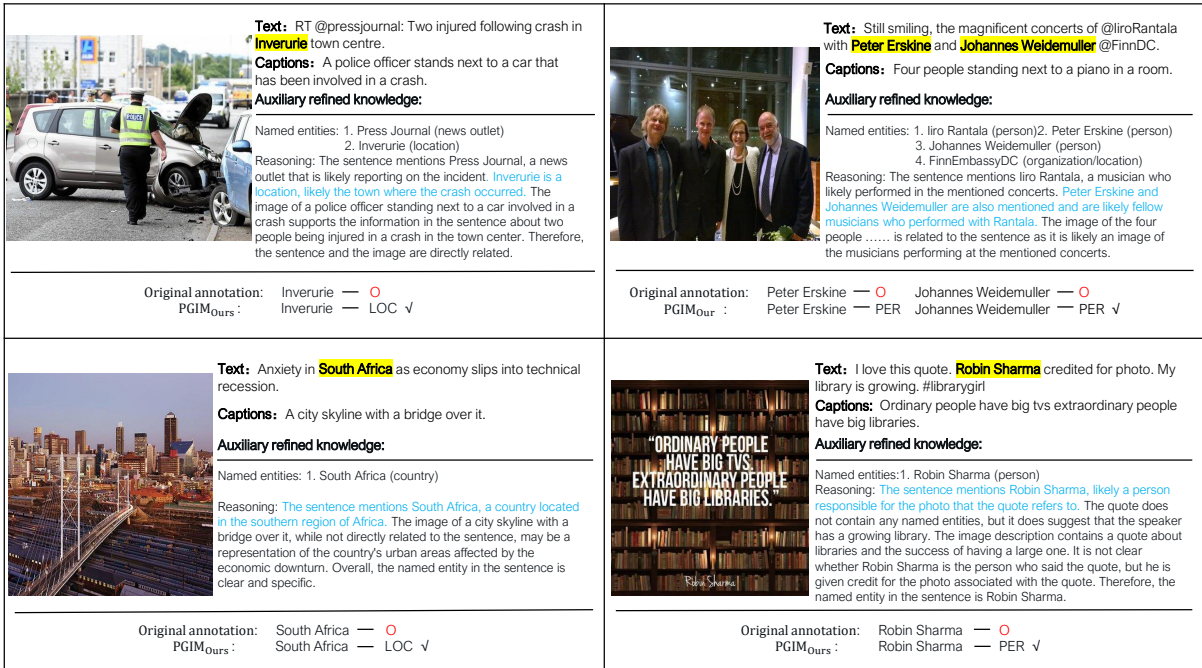 Text: RT @pressjournal: Two injured following crash in
Inverurie town centre.
Captions: A police officer stands next to a car that
has been involved in a crash.
Auxiliary refined knowledge:
Named entities: 1. Press Journal (news outlet)
2. Inverurie (location)
Reasoning: The sentence mentions Press Journal, a news
outlet that is likely reporting on the incident. Inverurie is a
location, likely the town where the crash occurred. The
image of a police officer standing next to a car involved in a
crash supports the information in the sentence about two
people being injured in a crash in the town center. Therefore,
the sentence and the image are directly related.
POLICE
Original annotation: Inverurie — O
PGIMOurs : Inverurie — LOC √
Text: Still smiling, the magnificent concerts of @IiroRantala
with Peter Erskine and Johannes Weidemuller @FinnDC.
Captions: Four people standing next to a piano in a room.
Auxiliary refined knowledge:
Named entities: 1. Iiro Rantala (person)2. Peter Erskine (person)
3. Johannes Weidemuller (person)
4. FinnEmbassyDC (organization/location)
Reasoning: The sentence mentions Iiro Rantala, a musician who
likely performed in the mentioned concerts. Peter Erskine and
Johannes Weidemuller are also mentioned and are likely fellow
musicians who performed with Rantala. The image of the four
people …… is related to the sentence as it is likely an image of
the musicians performing at the mentioned concerts.
Original annotation: Peter Erskine — O Johannes Weidemuller — O
PGIMOur : Peter Erskine — PER Johannes Weidemuller — PER √
Text: Anxiety in South Africa as economy slips into technical
recession.
Captions: A city skyline with a bridge over it.
Auxiliary refined knowledge:
Named entities: 1. South Africa (country)
Reasoning: The sentence mentions South Africa, a country located
in the southern region of Africa. The image of a city skyline with a
bridge over it, while not directly related to the sentence, may be a
representation of the country's urban areas affected by the
economic downturn. Overall, the named entity in the sentence is
clear and specific.
Original annotation: South Africa — O
PGIMOurs : South Africa — LOC √
Text: I love this quote. Robin Sharma credited for photo. My
library is growing. #librarygirl
Captions: Ordinary people have big tvs extraordinary people
have big libraries.
Auxiliary refined knowledge:
Named entities:1. Robin Sharma (person)
Reasoning: The sentence mentions Robin Sharma, likely a person
responsible for the photo that the quote refers to. The quote does
not contain any named entities, but it does suggest that the speaker
has a growing library. The image description contains a quote about
libraries and the success of having a large one. It is not clear
whether Robin Sharma is the person who said the quote, but he is
given credit for the photo associated with the quote. Therefore, the
named entity in the sentence is Robin Sharma.
“ORDINARY PEOPLE
HAVE BIG TVS.
EXTRAORDINARY PEOPLE
HAVE BIG LIBRARIES.”
Robin Sharma
Original annotation: Robin Sharma — O
PGIMOurs : Robin Sharma — PER √